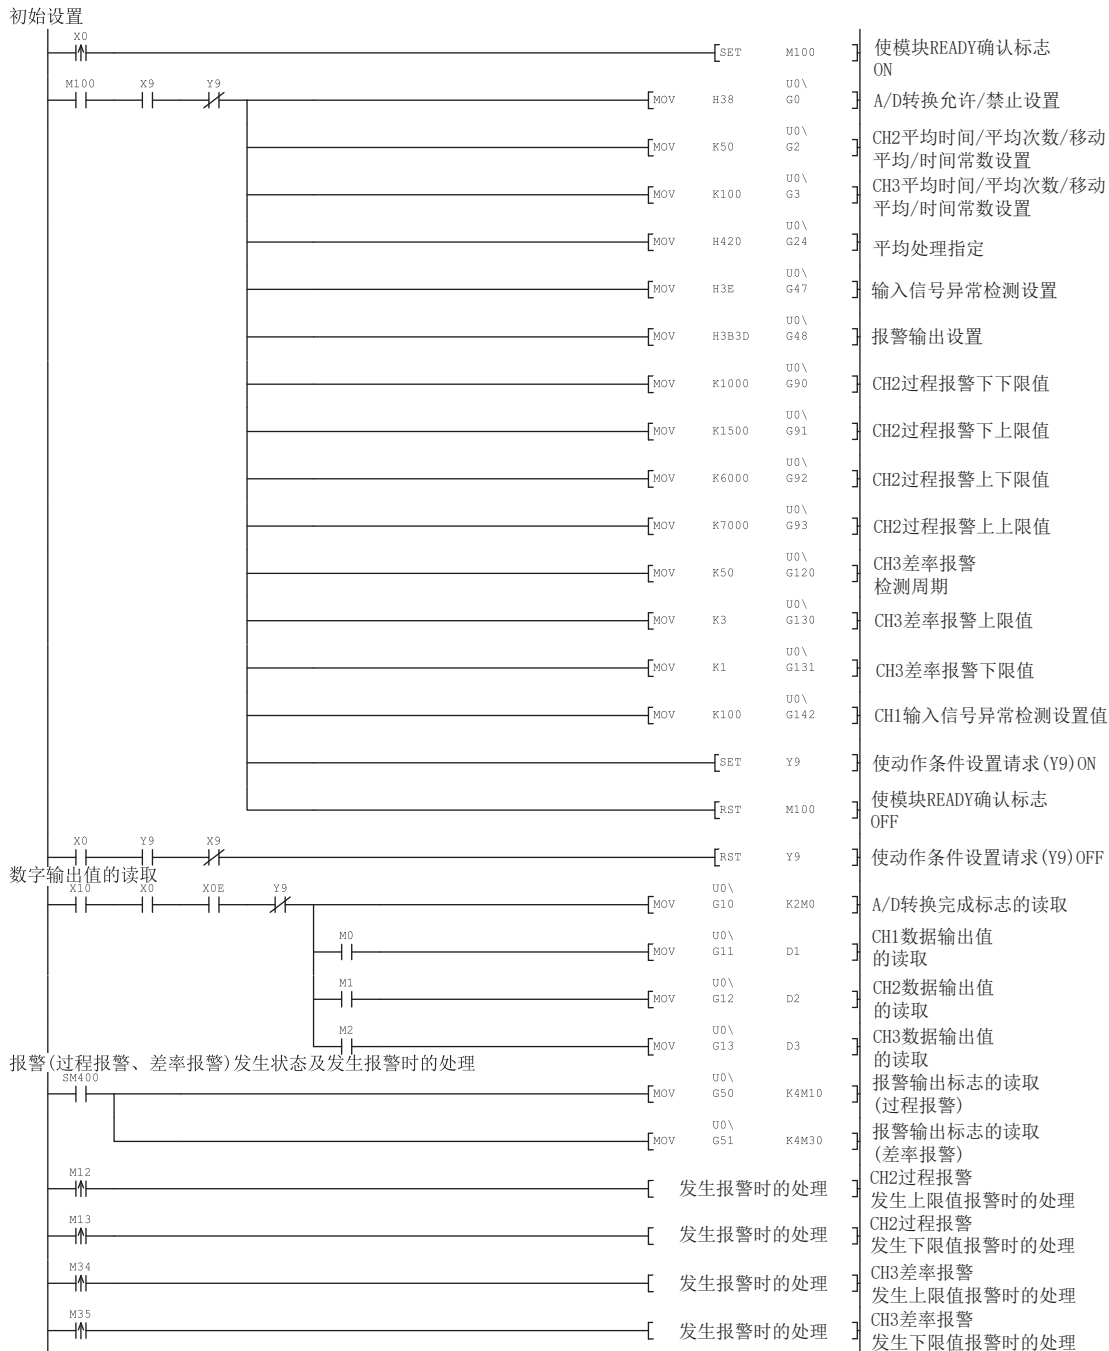 初始设置
X0
SET M100 使模块READY确认标志
ON
M100 X9 Y9 U0\
MOV H38 G0 A/D转换允许/禁止设置
U0\
MOV K50 G2 CH2平均时间/平均次数/移动
平均/时间常数设置
U0\
MOV K100 G3 CH3平均时间/平均次数/移动
平均/时间常数设置
U0\
MOV H420 G24 平均处理指定
U0\
MOV H3E G47 输入信号异常检测设置
U0\
MOV H3B3D G48 报警输出设置
U0\
MOV K1000 G90 CH2过程报警下下限值
U0\
MOV K1500 G91 CH2过程报警下上限值
U0\
MOV K6000 G92 CH2过程报警上下限值
U0\
MOV K7000 G93 CH2过程报警上上限值
U0\
MOV K50 G120 CH3差率报警
检测周期
U0\
MOV K3 G130 CH3差率报警上限值
U0\
MOV K1 G131 CH3差率报警下限值
U0\
MOV K100 G142 CH1输入信号异常检测设置值
SET Y9 使动作条件设置请求(Y9)ON
RST M100 使模块READY确认标志
OFF
X0 Y9 X9
RST Y9 使动作条件设置请求(Y9)OFF
数字输出值的读取
X10 X0 X0E Y9 U0\
MOV G10 K2M0 A/D转换完成标志的读取
M0 U0\
MOV G11 D1 CH1数据输出值
的读取
M1 U0\
MOV G12 D2 CH2数据输出值
的读取
M2 U0\
MOV G13 D3 CH3数据输出值
的读取
报警(过程报警、差率报警)发生状态及发生报警时的处理
SM400 U0\
MOV G50 K4M10 报警输出标志的读取
(过程报警)
U0\
MOV G51 K4M30 报警输出标志的读取
(差率报警)
M12
发生报警时的处理 CH2过程报警
发生上限值报警时的处理
M13
发生报警时的处理 CH2过程报警
发生下限值报警时的处理
M34
发生报警时的处理 CH3差率报警
发生上限值报警时的处理
M35
发生报警时的处理 CH3差率报警
发生下限值报警时的处理